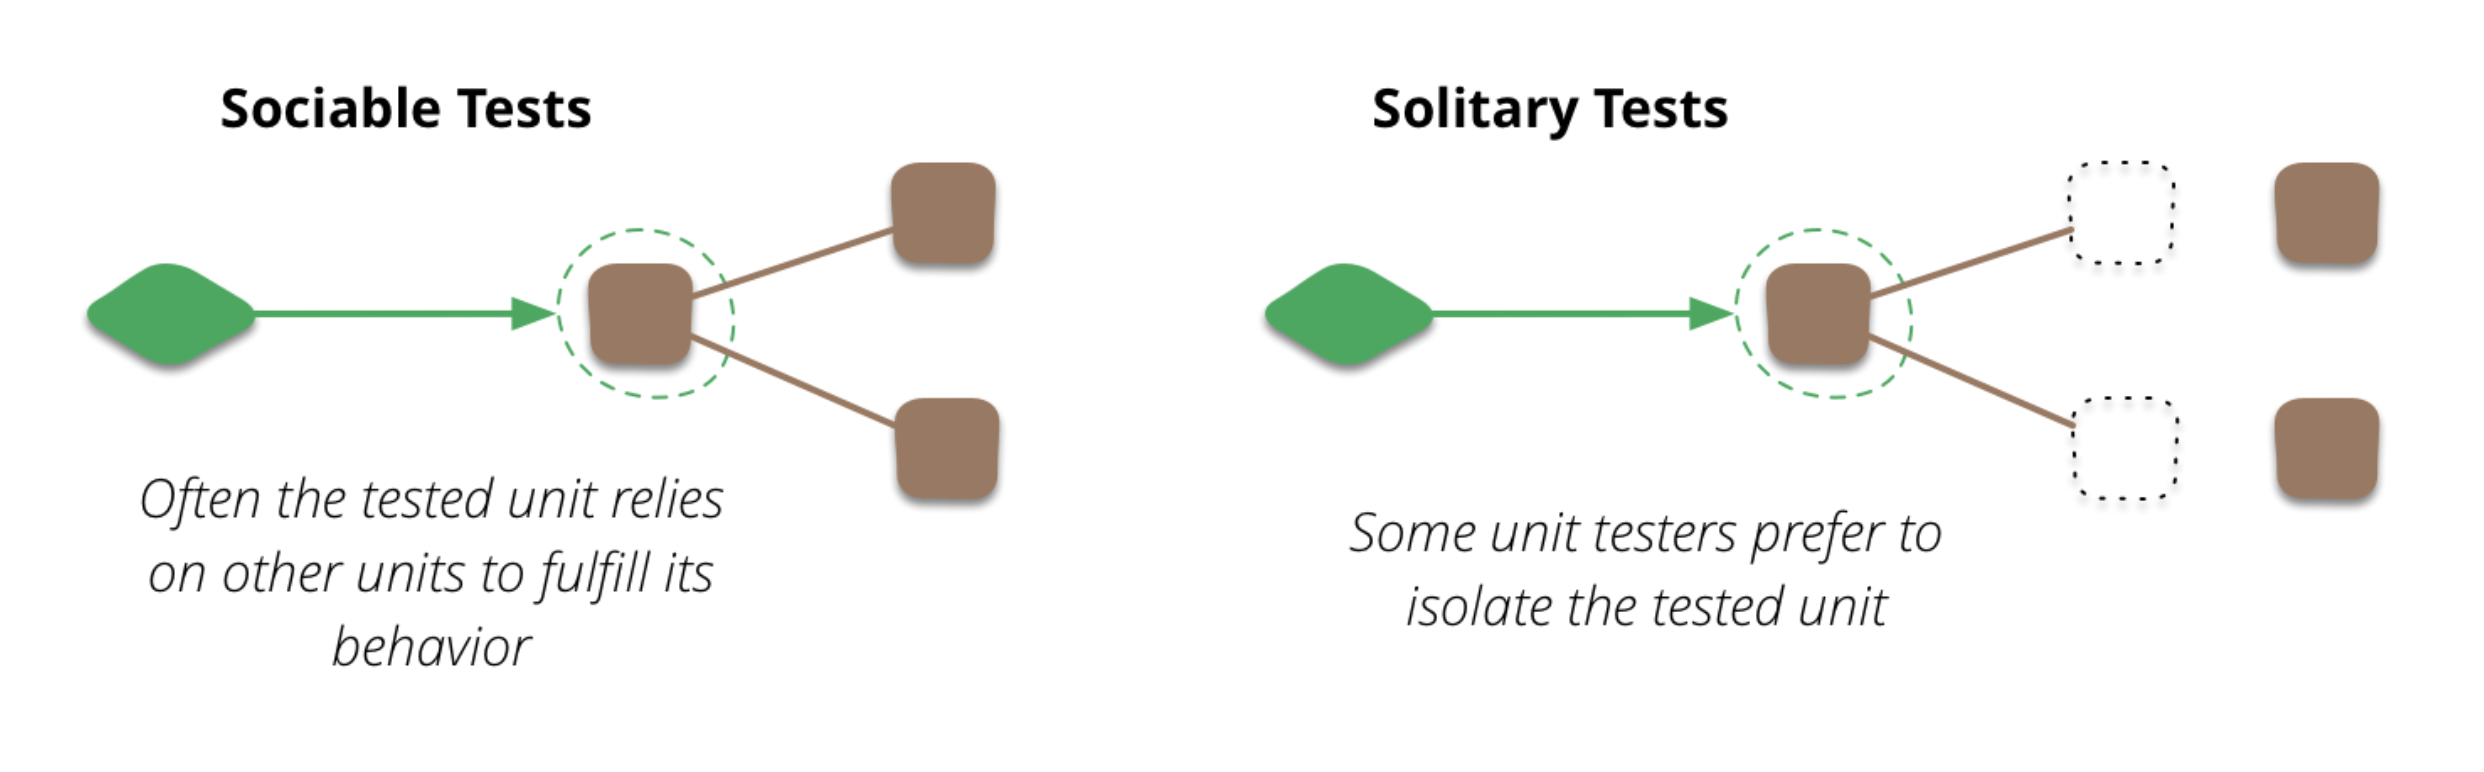 Sociable Tests
Often the tested unit relies
on other units to fulfill its
behavior
Solitary Tests
Some unit testers prefer to
isolate the tested unit